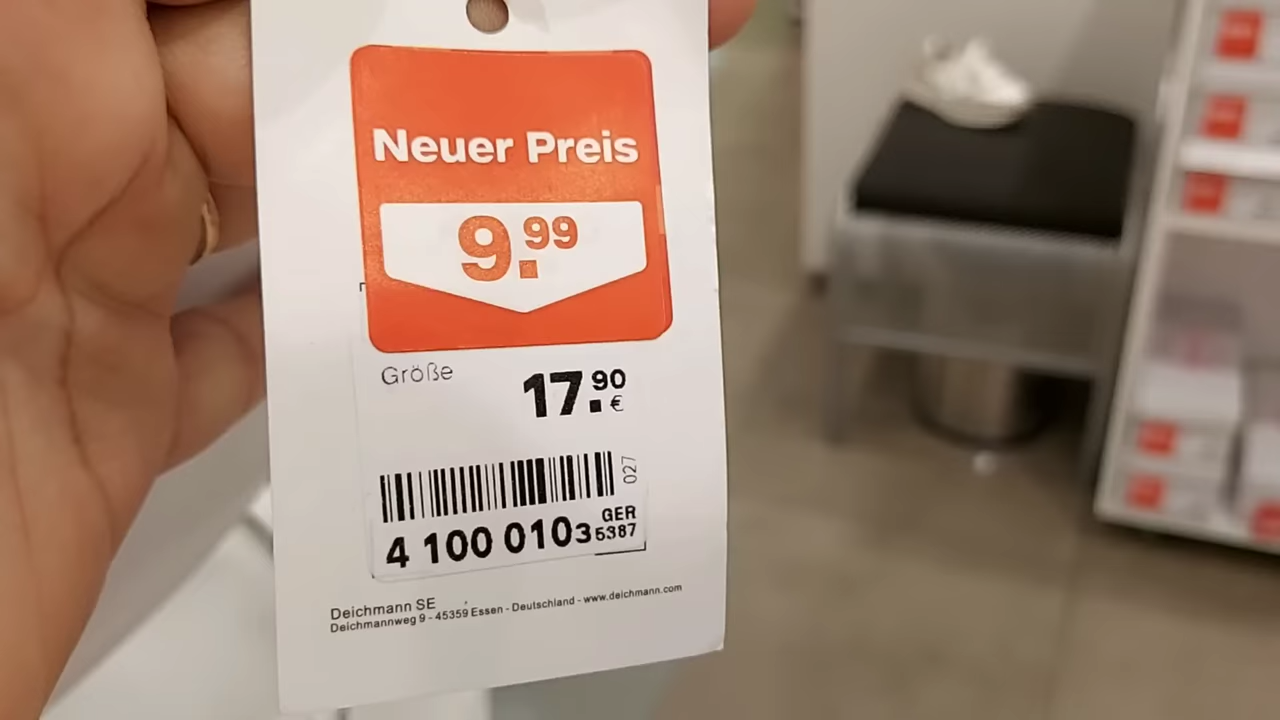 Neuer Preis
9.99
Größe
17.90 €
027
GER
4 100 0103 5387
Deichmann SE
Deichmannweg 9 - 45359 Essen - Deutschland - www.deichmann.com